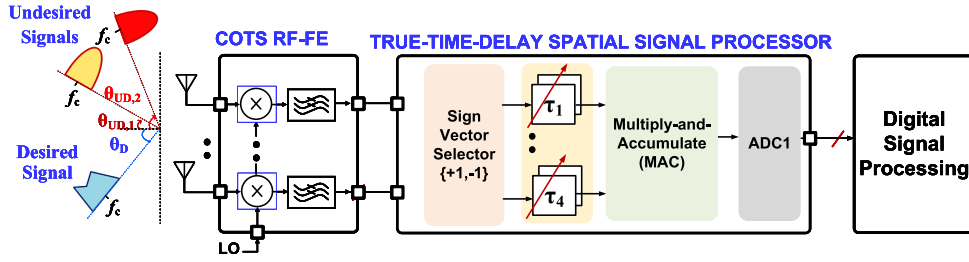 Undesired
Signals
f_c
f_c
θ_UD,2
θ_UD,1
θ_D
Desired
Signal
f_c
COTS RF-FE
LO
TRUE-TIME-DELAY SPATIAL SIGNAL PROCESSOR
Sign
Vector
Selector
{+1,-1}
τ_1
τ_4
Multiply-and-
Accumulate
(MAC)
ADC1
Digital
Signal
Processing